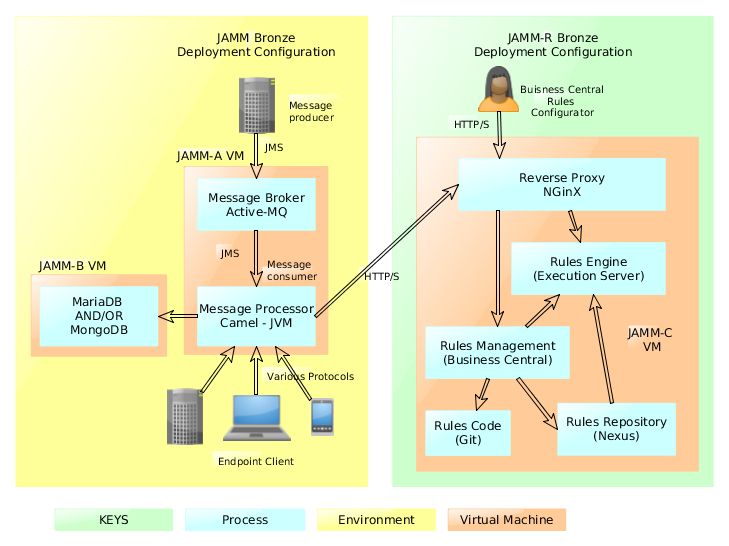 JAMM Bronze
Deployment Configuration
Message
producer
JMS
JAMM-A VM
Message Broker
Active-MQ
JMS
Message
consumer
JAMM-B VM
MariaDB
AND/OR
MongoDB
Message Processor
Camel - JVM
HTTP/S
Various Protocols
Endpoint Client
JAMM-R Bronze
Deployment Configuration
Buisness Central
Rules
Configurator
HTTP/S
Reverse Proxy
NGinX
Rules Engine
(Execution Server)
JAMM-C
VM
Rules Management
(Business Central)
Rules Code
(Git)
Rules Repository
(Nexus)
KEYS
Process
Environment
Virtual Machine